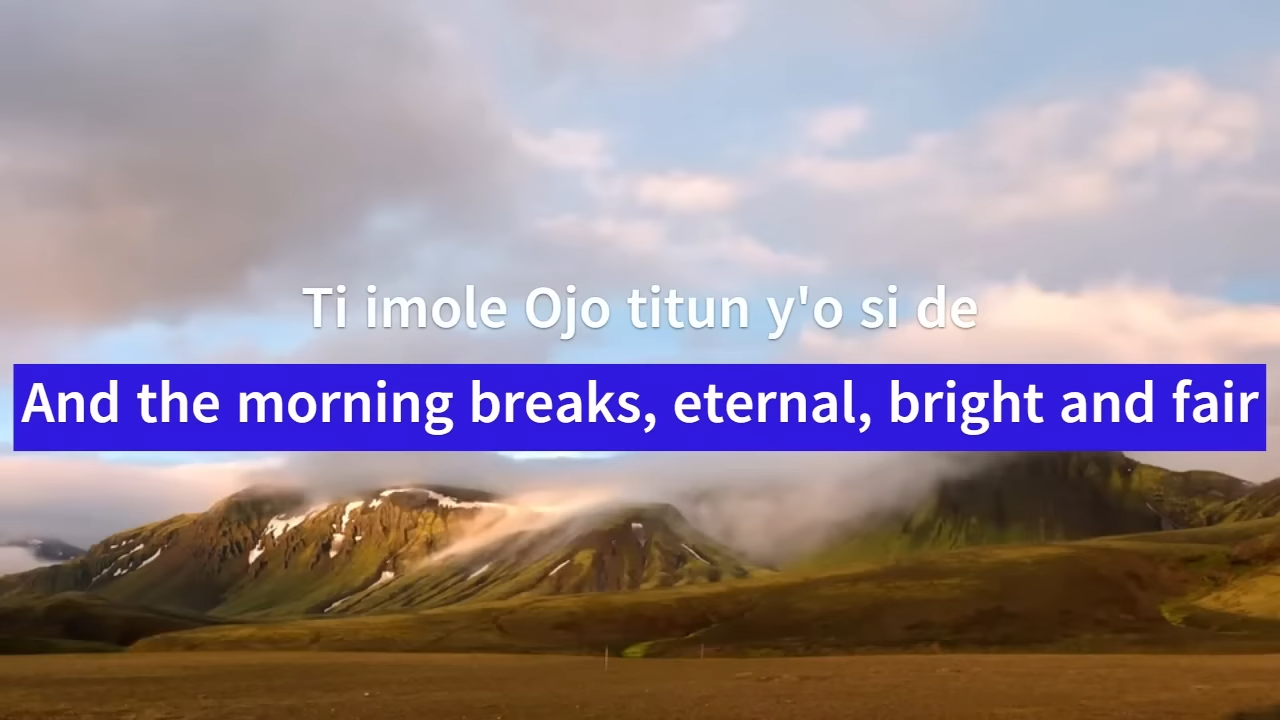 Ti imole Ojo titun y'o si de
And the morning breaks, eternal, bright and fair